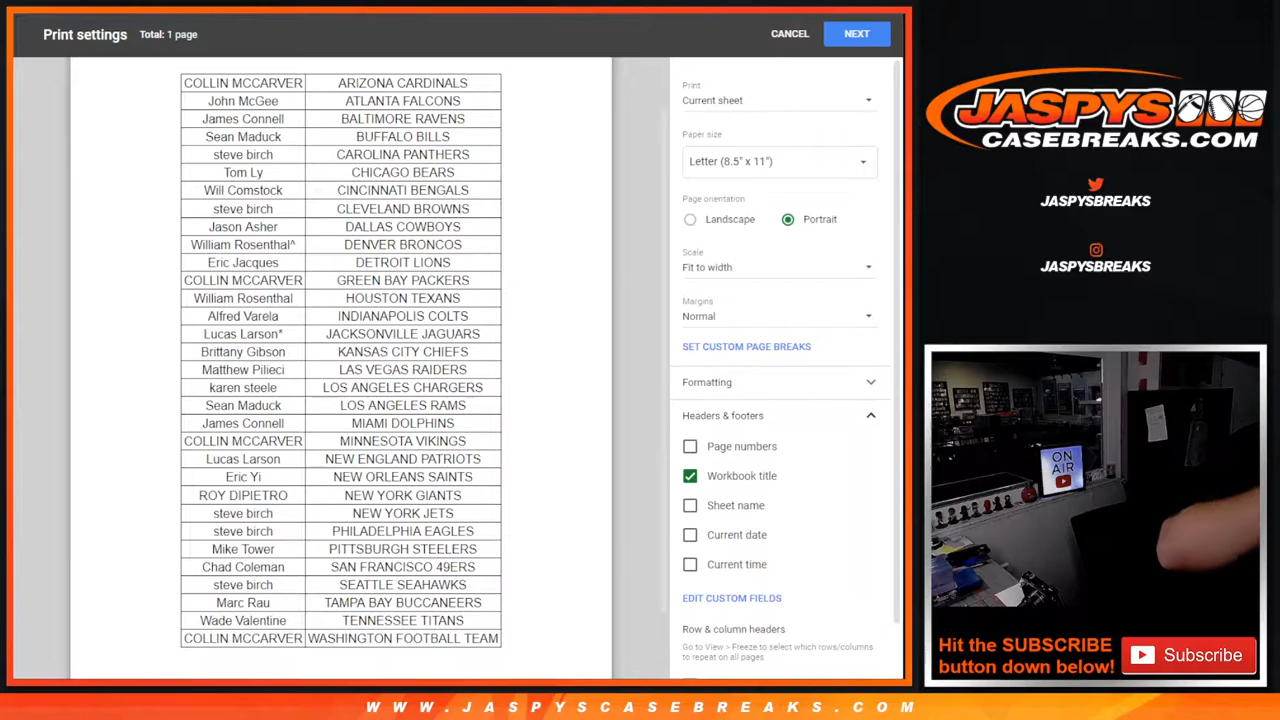 Print settings Total: 1 page CANCEL NEXT
COLLIN MCCARVER ARIZONA CARDINALS
John McGee ATLANTA FALCONS
James Connell BALTIMORE RAVENS
Sean Maduck BUFFALO BILLS
steve birch CAROLINA PANTHERS
Tom Ly CHICAGO BEARS
Will Comstock CINCINNATI BENGALS
steve birch CLEVELAND BROWNS
Jason Asher DALLAS COWBOYS
William Rosenthal^ DENVER BRONCOS
Eric Jacques DETROIT LIONS
COLLIN MCCARVER GREEN BAY PACKERS
William Rosenthal HOUSTON TEXANS
Alfred Varela INDIANAPOLIS COLTS
Lucas Larson* JACKSONVILLE JAGUARS
Brittany Gibson KANSAS CITY CHIEFS
Matthew Pilieci LAS VEGAS RAIDERS
karen steele LOS ANGELES CHARGERS
Sean Maduck LOS ANGELES RAMS
James Connell MIAMI DOLPHINS
COLLIN MCCARVER MINNESOTA VIKINGS
Lucas Larson NEW ENGLAND PATRIOTS
Eric Yi NEW ORLEANS SAINTS
ROY DIPIETRO NEW YORK GIANTS
steve birch NEW YORK JETS
steve birch PHILADELPHIA EAGLES
Mike Tower PITTSBURGH STEELERS
Chad Coleman SAN FRANCISCO 49ERS
steve birch SEATTLE SEAHAWKS
Marc Rau TAMPA BAY BUCCANEERS
Wade Valentine TENNESSEE TITANS
COLLIN MCCARVER WASHINGTON FOOTBALL TEAM
Print
Current sheet
Paper size
Letter (8.5" x 11")
Page orientation
Landscape Portrait
Scale
Fit to width
Margins
Normal
SET CUSTOM PAGE BREAKS
Formatting
Headers & footers
Page numbers
Workbook title
Sheet name
Current date
Current time
EDIT CUSTOM FIELDS
Row & column headers
Go to View > Freeze to select which rows/columns
to repeat on all pages
JASPYS
CASEBREAKS.COM
JASPYSBREAKS
JASPYSBREAKS
ON
AIR
Hit the SUBSCRIBE
button down below!
Subscribe
WWW.JASPYSCASEBREAKS.COM